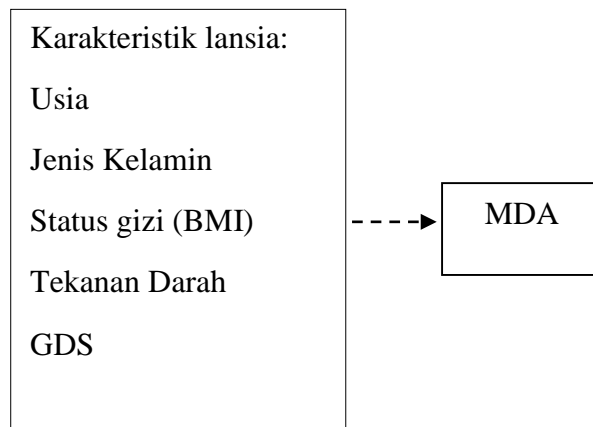 Karakteristik lansia:
Usia
Jenis Kelamin
Status gizi (BMI)
MDA
Tekanan Darah
GDS